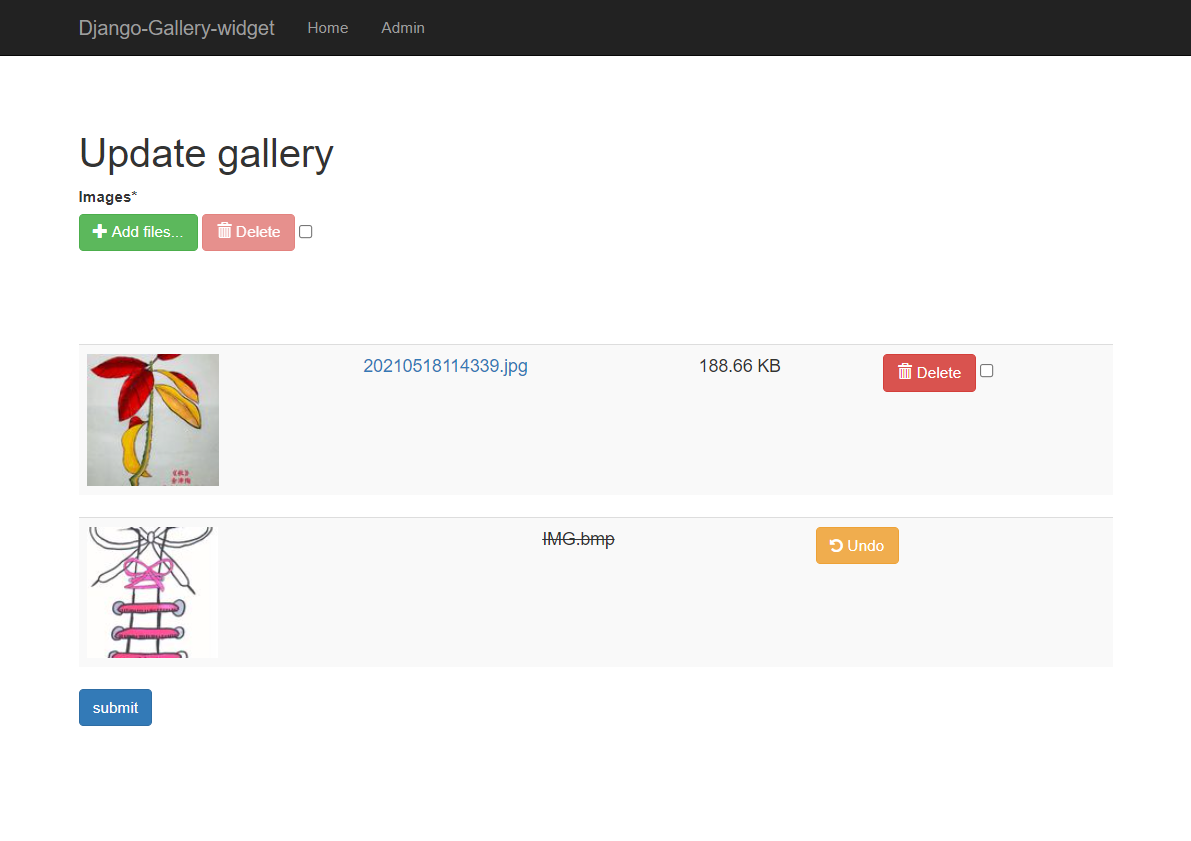 Django-Gallery-widget Home Admin
Update gallery
Images*
Add files... Delete
20210518114339.jpg 188.66 KB Delete
IMG.bmp Undo
submit